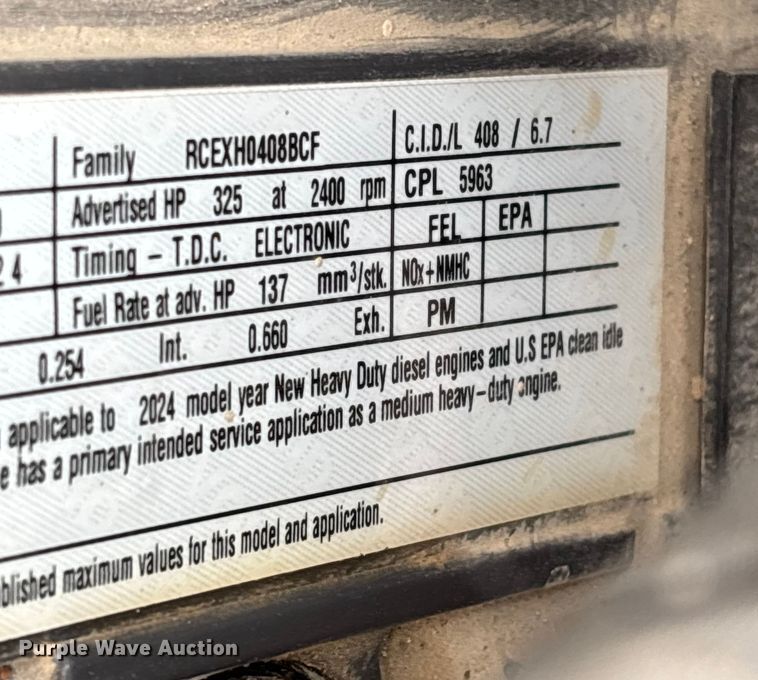 Family RCEXH0408BCF C.I.D./L 408 / 6.7
Advertised HP 325 at 2400 rpm CPL 5963
24 Timing - T.D.C. ELECTRONIC FEL EPA
Fuel Rate at adv. HP 137 mm³/stk. NOx+NMHC
0.254 Int. 0.660 Exh. PM
applicable to 2024 model year New Heavy Duty diesel engines and U.S EPA clean idle
e has a primary intended service application as a medium heavy-duty engine.
blished maximum values for this model and application.
Purple Wave Auction